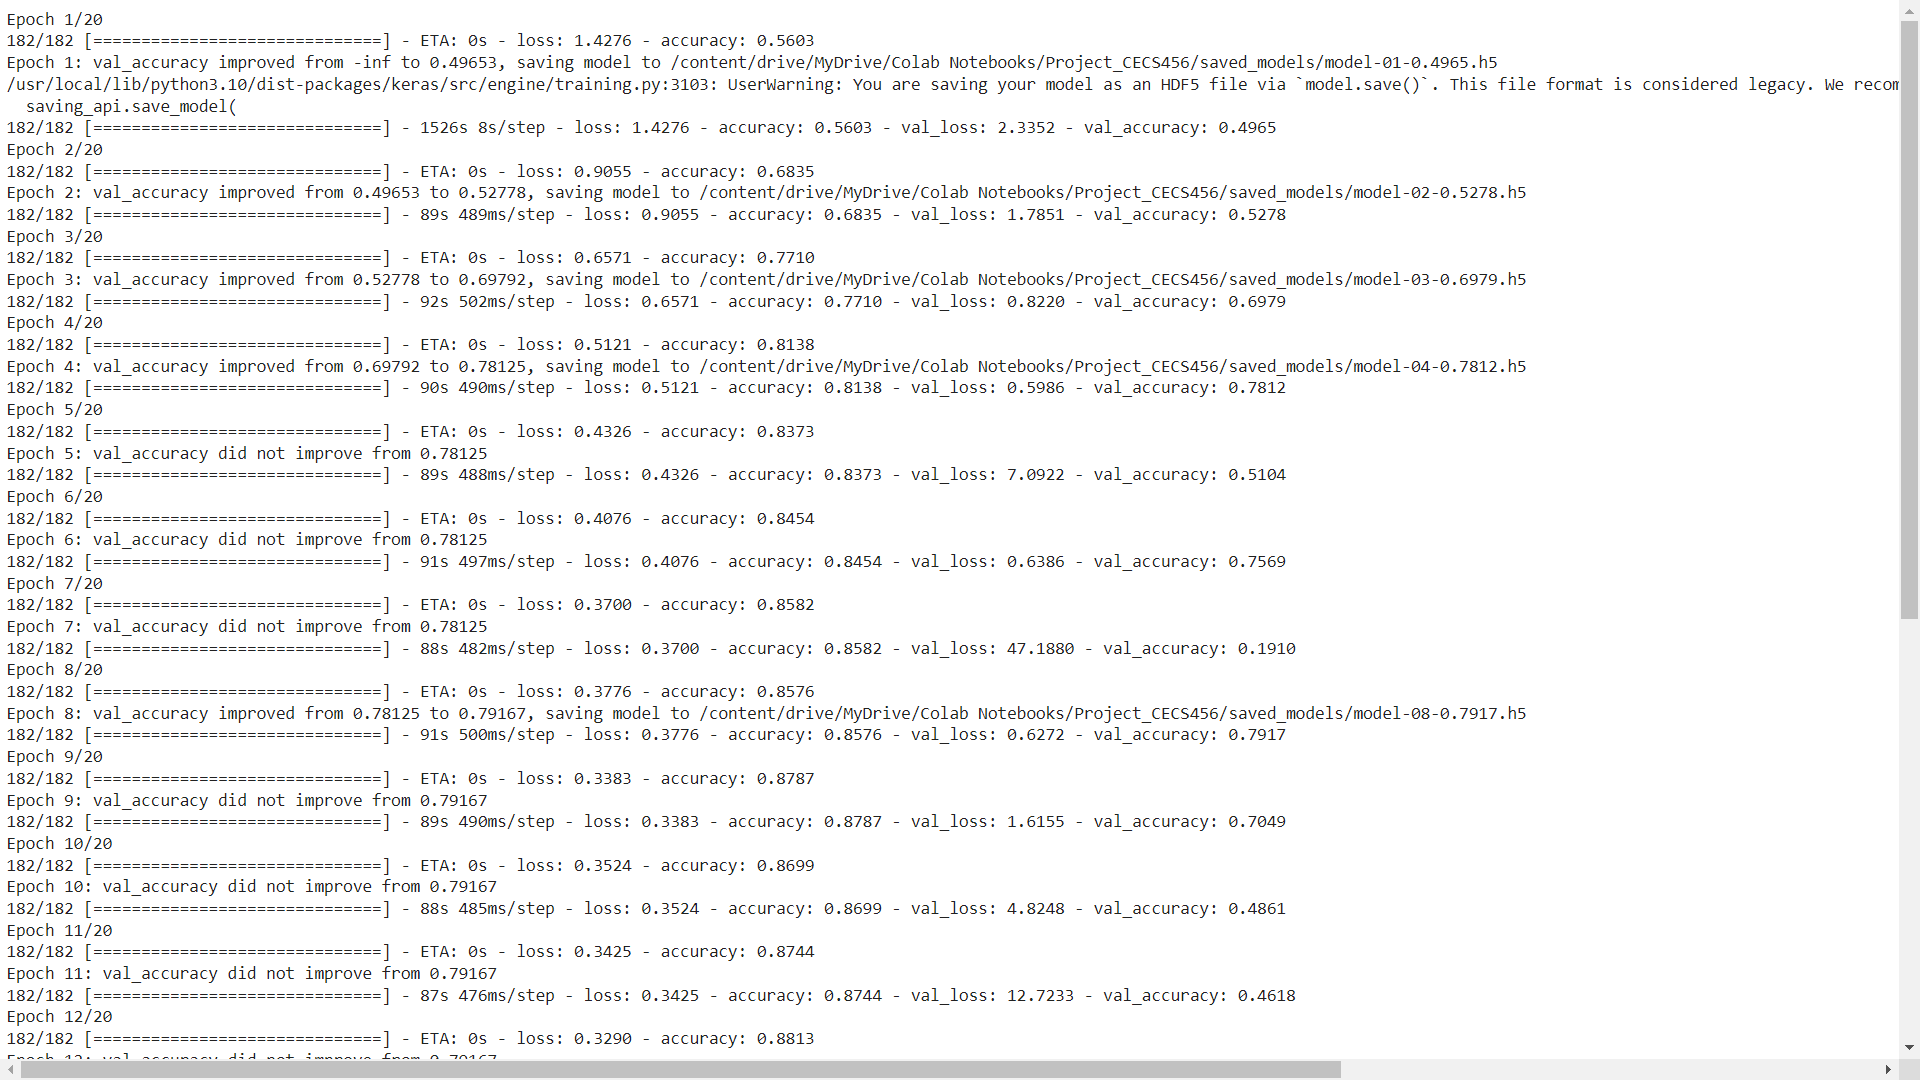 Epoch 1/20
182/182 [==============================] - ETA: 0s - loss: 1.4276 - accuracy: 0.5603
Epoch 1: val_accuracy improved from -inf to 0.49653, saving model to /content/drive/MyDrive/Colab Notebooks/Project_CECS456/saved_models/model-01-0.4965.h5
/usr/local/lib/python3.10/dist-packages/keras/src/engine/training.py:3103: UserWarning: You are saving your model as an HDF5 file via `model.save()`. This file format is considered legacy. We recom
  saving_api.save_model(
182/182 [==============================] - 1526s 8s/step - loss: 1.4276 - accuracy: 0.5603 - val_loss: 2.3352 - val_accuracy: 0.4965
Epoch 2/20
182/182 [==============================] - ETA: 0s - loss: 0.9055 - accuracy: 0.6835
Epoch 2: val_accuracy improved from 0.49653 to 0.52778, saving model to /content/drive/MyDrive/Colab Notebooks/Project_CECS456/saved_models/model-02-0.5278.h5
182/182 [==============================] - 89s 489ms/step - loss: 0.9055 - accuracy: 0.6835 - val_loss: 1.7851 - val_accuracy: 0.5278
Epoch 3/20
182/182 [==============================] - ETA: 0s - loss: 0.6571 - accuracy: 0.7710
Epoch 3: val_accuracy improved from 0.52778 to 0.69792, saving model to /content/drive/MyDrive/Colab Notebooks/Project_CECS456/saved_models/model-03-0.6979.h5
182/182 [==============================] - 92s 502ms/step - loss: 0.6571 - accuracy: 0.7710 - val_loss: 0.8220 - val_accuracy: 0.6979
Epoch 4/20
182/182 [==============================] - ETA: 0s - loss: 0.5121 - accuracy: 0.8138
Epoch 4: val_accuracy improved from 0.69792 to 0.78125, saving model to /content/drive/MyDrive/Colab Notebooks/Project_CECS456/saved_models/model-04-0.7812.h5
182/182 [==============================] - 90s 490ms/step - loss: 0.5121 - accuracy: 0.8138 - val_loss: 0.5986 - val_accuracy: 0.7812
Epoch 5/20
182/182 [==============================] - ETA: 0s - loss: 0.4326 - accuracy: 0.8373
Epoch 5: val_accuracy did not improve from 0.78125
182/182 [==============================] - 89s 488ms/step - loss: 0.4326 - accuracy: 0.8373 - val_loss: 7.0922 - val_accuracy: 0.5104
Epoch 6/20
182/182 [==============================] - ETA: 0s - loss: 0.4076 - accuracy: 0.8454
Epoch 6: val_accuracy did not improve from 0.78125
182/182 [==============================] - 91s 497ms/step - loss: 0.4076 - accuracy: 0.8454 - val_loss: 0.6386 - val_accuracy: 0.7569
Epoch 7/20
182/182 [==============================] - ETA: 0s - loss: 0.3700 - accuracy: 0.8582
Epoch 7: val_accuracy did not improve from 0.78125
182/182 [==============================] - 88s 482ms/step - loss: 0.3700 - accuracy: 0.8582 - val_loss: 47.1880 - val_accuracy: 0.1910
Epoch 8/20
182/182 [==============================] - ETA: 0s - loss: 0.3776 - accuracy: 0.8576
Epoch 8: val_accuracy improved from 0.78125 to 0.79167, saving model to /content/drive/MyDrive/Colab Notebooks/Project_CECS456/saved_models/model-08-0.7917.h5
182/182 [==============================] - 91s 500ms/step - loss: 0.3776 - accuracy: 0.8576 - val_loss: 0.6272 - val_accuracy: 0.7917
Epoch 9/20
182/182 [==============================] - ETA: 0s - loss: 0.3383 - accuracy: 0.8787
Epoch 9: val_accuracy did not improve from 0.79167
182/182 [==============================] - 89s 490ms/step - loss: 0.3383 - accuracy: 0.8787 - val_loss: 1.6155 - val_accuracy: 0.7049
Epoch 10/20
182/182 [==============================] - ETA: 0s - loss: 0.3524 - accuracy: 0.8699
Epoch 10: val_accuracy did not improve from 0.79167
182/182 [==============================] - 88s 485ms/step - loss: 0.3524 - accuracy: 0.8699 - val_loss: 4.8248 - val_accuracy: 0.4861
Epoch 11/20
182/182 [==============================] - ETA: 0s - loss: 0.3425 - accuracy: 0.8744
Epoch 11: val_accuracy did not improve from 0.79167
182/182 [==============================] - 87s 476ms/step - loss: 0.3425 - accuracy: 0.8744 - val_loss: 12.7233 - val_accuracy: 0.4618
Epoch 12/20
182/182 [==============================] - ETA: 0s - loss: 0.3290 - accuracy: 0.8813
Epoch 12: val_accuracy did not improve from 0.79167